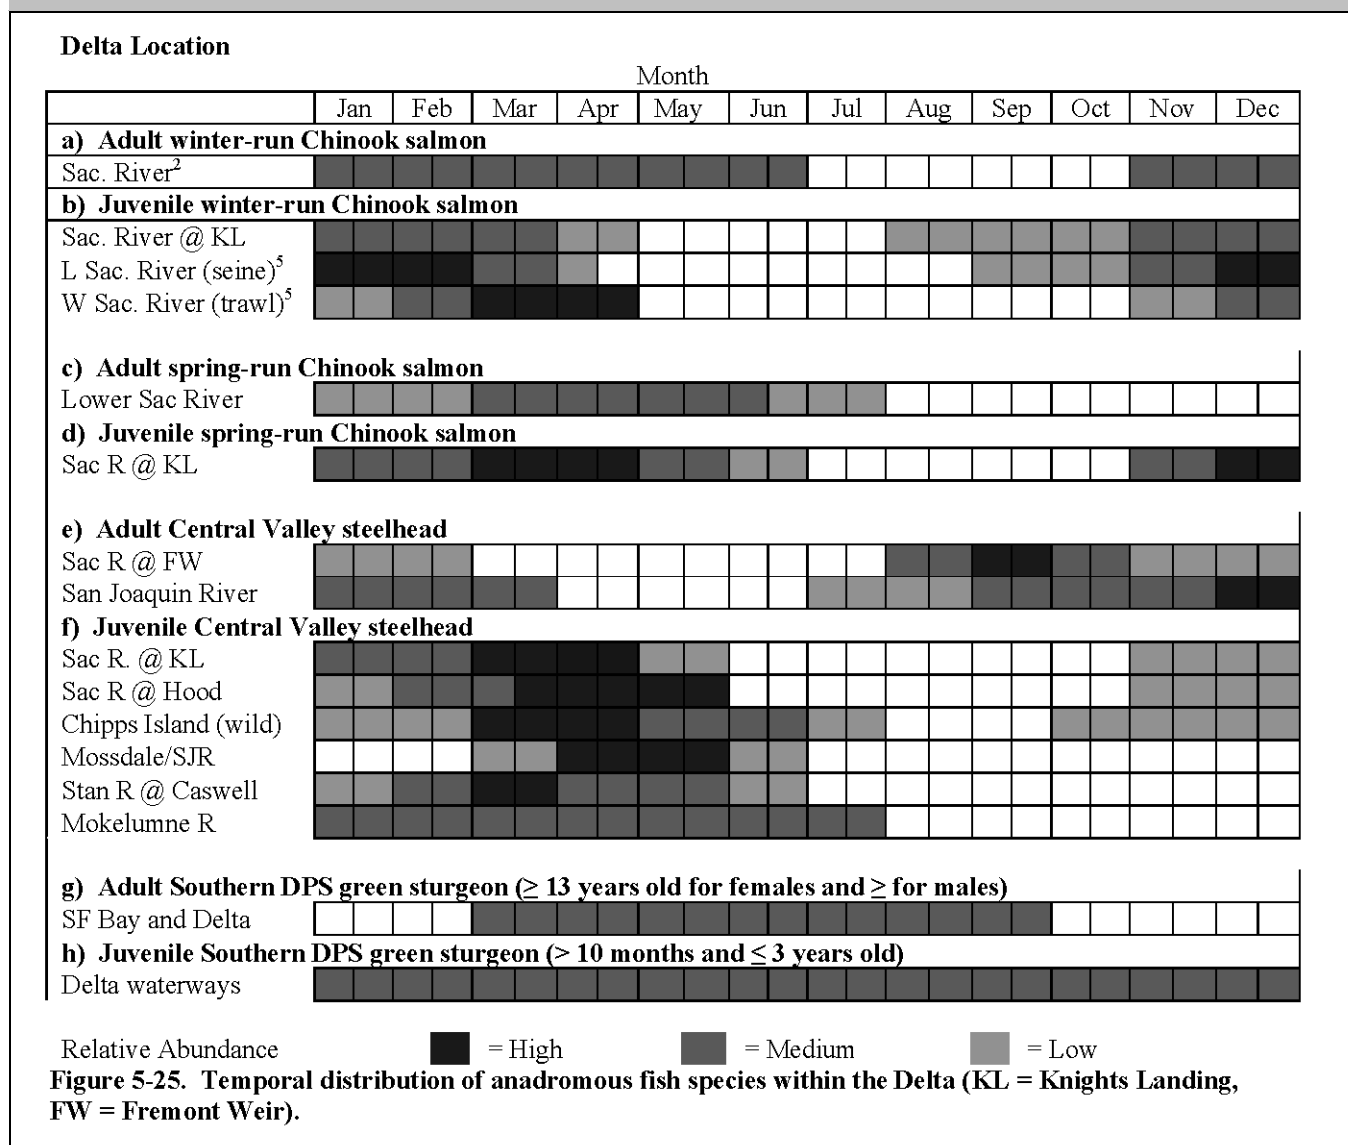 Delta Location
Month
Jan Feb Mar Apr May Jun Jul Aug Sep Oct Nov Dec
a) Adult winter-run Chinook salmon
Sac. River²
b) Juvenile winter-run Chinook salmon
Sac. River @ KL
L Sac. River (seine)⁵
W Sac. River (trawl)⁵
c) Adult spring-run Chinook salmon
Lower Sac River
d) Juvenile spring-run Chinook salmon
Sac R @ KL
e) Adult Central Valley steelhead
Sac R @ FW
San Joaquin River
f) Juvenile Central Valley steelhead
Sac R. @ KL
Sac R @ Hood
Chipps Island (wild)
Mossdale/SJR
Stan R @ Caswell
Mokelumne R
g) Adult Southern DPS green sturgeon (≥ 13 years old for females and ≥ for males)
SF Bay and Delta
h) Juvenile Southern DPS green sturgeon (> 10 months and ≤ 3 years old)
Delta waterways
Relative Abundance = High = Medium = Low
Figure 5-25. Temporal distribution of anadromous fish species within the Delta (KL = Knights Landing,
FW = Fremont Weir).